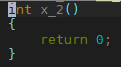 int x_2()
{
    return 0;
}